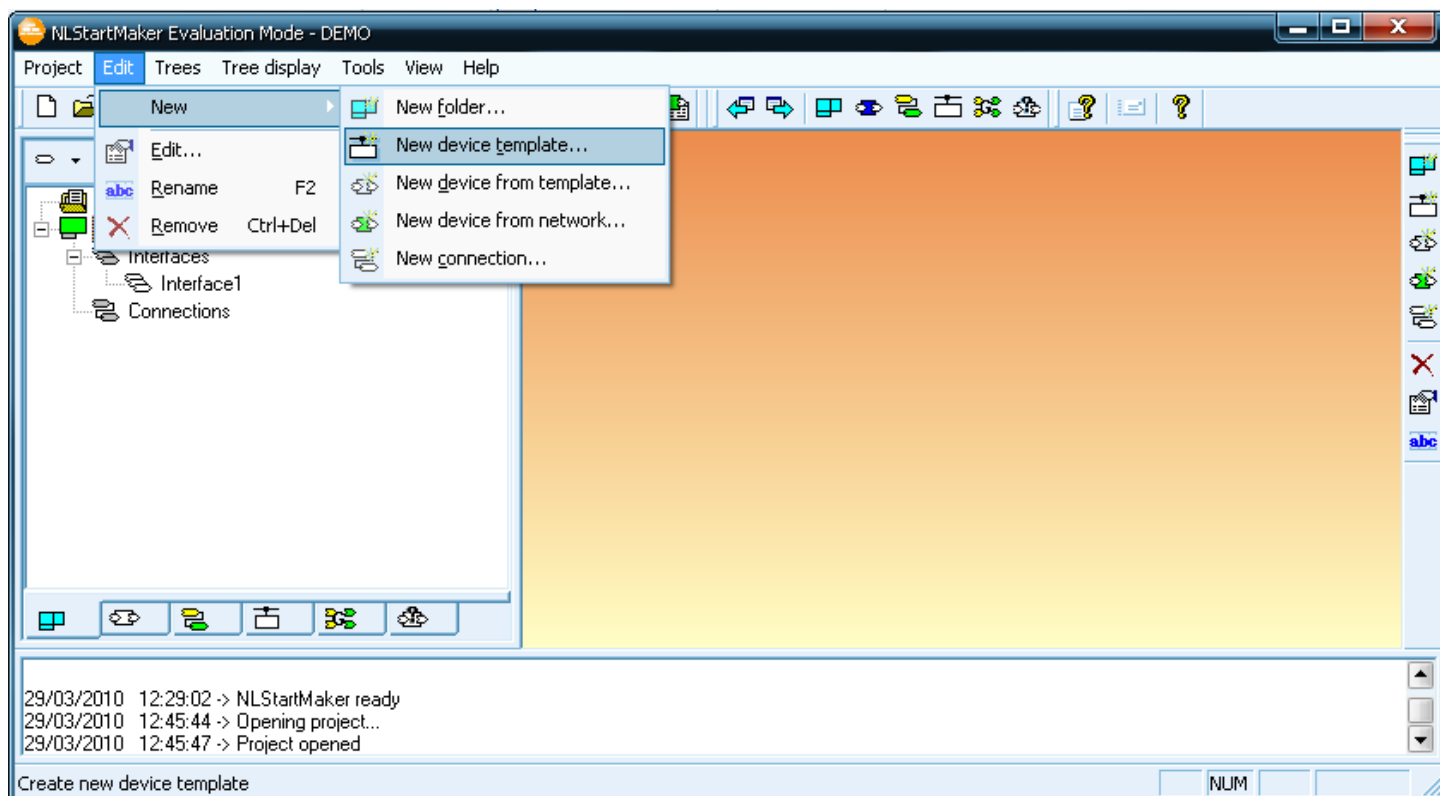 NLStartMaker Evaluation Mode - DEMO
Project Edit Trees Tree display Tools View Help
New
Edit...
abc Rename F2
Remove Ctrl+Del
New folder...
New device template...
New device from template...
New device from network...
New connection...
Interfaces
Interface1
Connections
abc
29/03/2010 12:29:02 -> NLStartMaker ready
29/03/2010 12:45:44 -> Opening project...
29/03/2010 12:45:47 -> Project opened
Create new device template
NUM